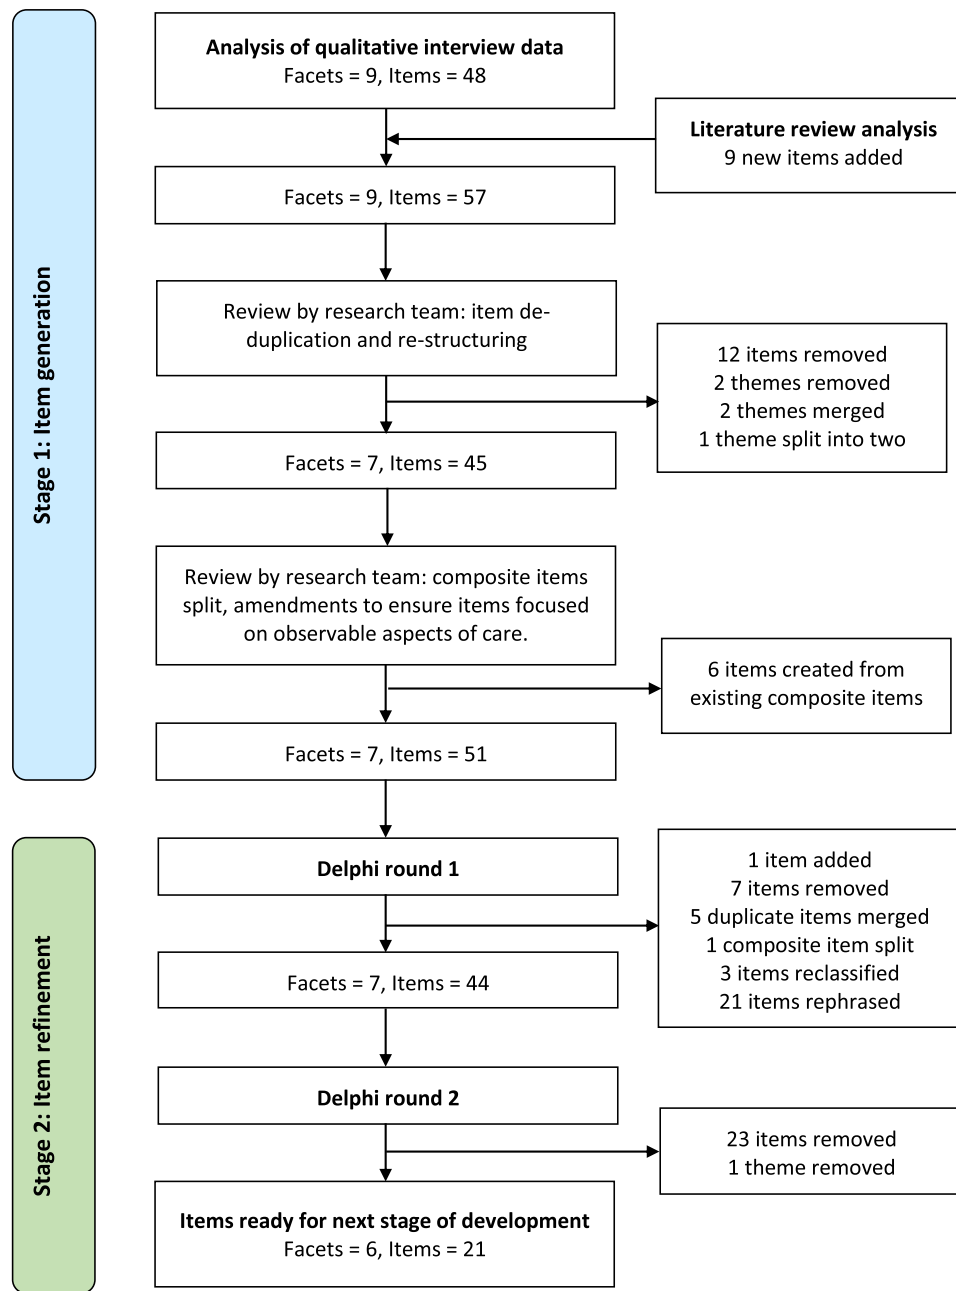 Stage 1: Item generation
Analysis of qualitative interview data
Facets = 9, Items = 48
Literature review analysis
9 new items added
Facets = 9, Items = 57
Review by research team: item de-
duplication and re-structuring
12 items removed
2 themes removed
2 themes merged
1 theme split into two
Facets = 7, Items = 45
Review by research team: composite items
split, amendments to ensure items focused
on observable aspects of care.
6 items created from
existing composite items
Facets = 7, Items = 51
Stage 2: Item refinement
Delphi round 1
1 item added
7 items removed
5 duplicate items merged
1 composite item split
3 items reclassified
21 items rephrased
Facets = 7, Items = 44
Delphi round 2
23 items removed
1 theme removed
Items ready for next stage of development
Facets = 6, Items = 21